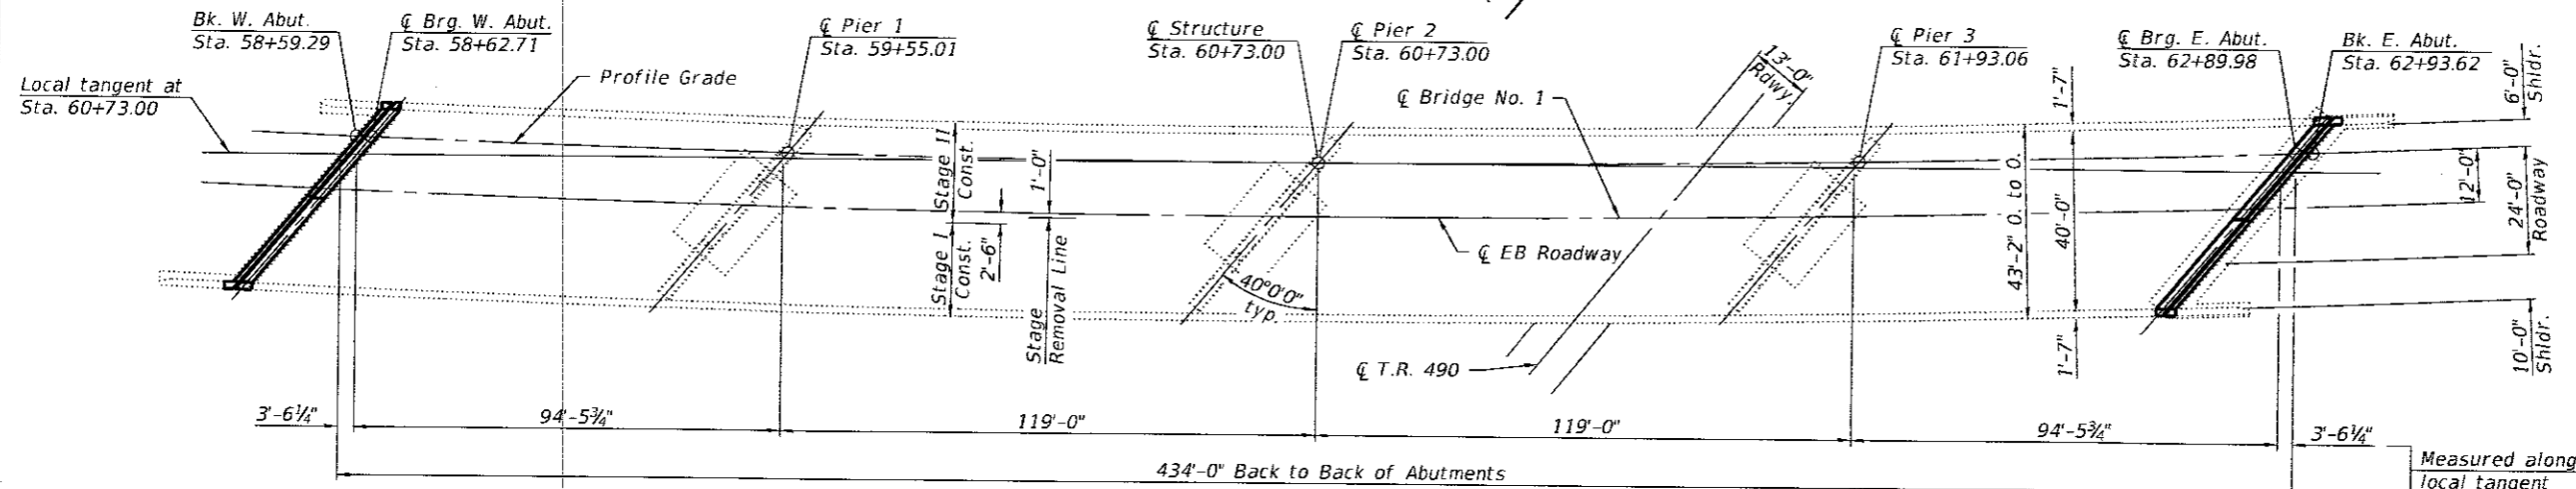 Bk. W. Abut.
Sta. 58+59.29
℄ Brg. W. Abut.
Sta. 58+62.71
℄ Pier 1
Sta. 59+55.01
℄ Structure
Sta. 60+73.00
℄ Pier 2
Sta. 60+73.00
℄ Pier 3
Sta. 61+93.06
℄ Brg. E. Abut.
Sta. 62+89.98
Bk. E. Abut.
Sta. 62+93.62
Local tangent at
Sta. 60+73.00
Profile Grade
℄ Bridge No. 1
13'-0"
Rdwy.
1'-7"
6'-0"
Shldr.
Stage II
Const.
1'-0"
Stage I
Const.
2'-6"
Stage
Removal Line
40°0'0"
typ.
℄ EB Roadway
℄ T.R. 490
43'-2" O. to O.
40'-0"
1'-7"
12'-0"
24'-0"
Roadway
10'-0"
Shldr.
3'-6¼"
94'-5¾"
119'-0"
119'-0"
94'-5¾"
3'-6¼"
434'-0" Back to Back of Abutments
Measured along
local tangent